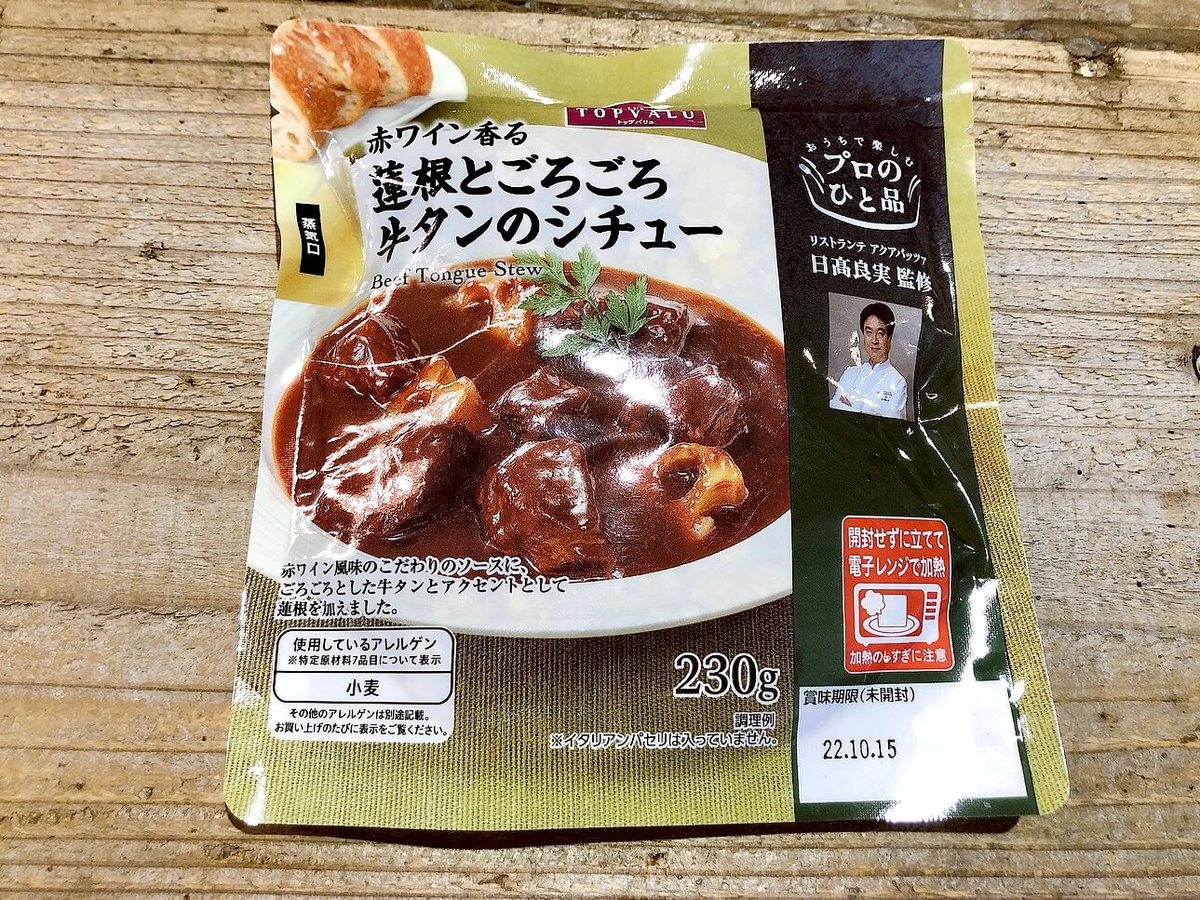 TOPVALU
トップバリュ
赤ワイン香る
蓮根とごろごろ
牛タンのシチュー
Beef Tongue Stew
蒸気口
おうちで楽しむ
プロの
ひと品
リストランテ アクアパッツァ
日髙良実 監修
赤ワイン風味のこだわりのソースに、
ごろごろとした牛タンとアクセントとして
蓮根を加えました。
使用しているアレルゲン
※特定原材料7品目について表示
小麦
その他のアレルゲンは別途記載。
お買い上げのたびに表示をご覧ください。
230g
調理例
※イタリアンパセリは入っていません。
開封せずに立てて
電子レンジで加熱
加熱のしすぎに注意
賞味期限(未開封)
22.10.15